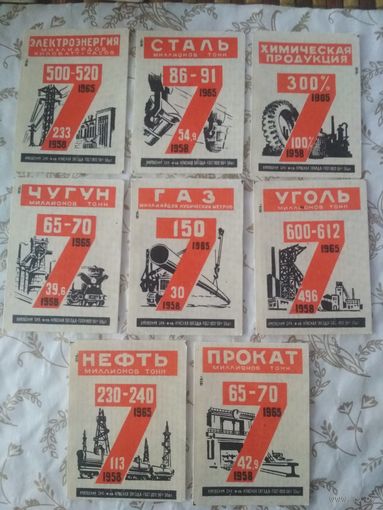 ЭЛЕКТРОЭНЕРГИЯ
МИЛЛИАРДОВ
КИЛОВАТТ-ЧАСОВ
500-520
1965
233
1958
СТАЛЬ
МИЛЛИОНОВ ТОНН
86-91
1965
54,9
1958
ХИМИЧЕСКАЯ
ПРОДУКЦИЯ
300%
1965
100%
1958
ЧУГУН
МИЛЛИОНОВ ТОНН
65-70
1965
39,6
1958
ГАЗ
МИЛЛИАРДОВ КУБИЧЕСКИХ МЕТРОВ
150
1965
30
1958
УГОЛЬ
МИЛЛИОНОВ ТОНН
600-612
1965
496
1958
НЕФТЬ
МИЛЛИОНОВ ТОНН
230-240
1965
113
1958
ПРОКАТ
МИЛЛИОНОВ ТОНН
65-70
1965
42,9
1958